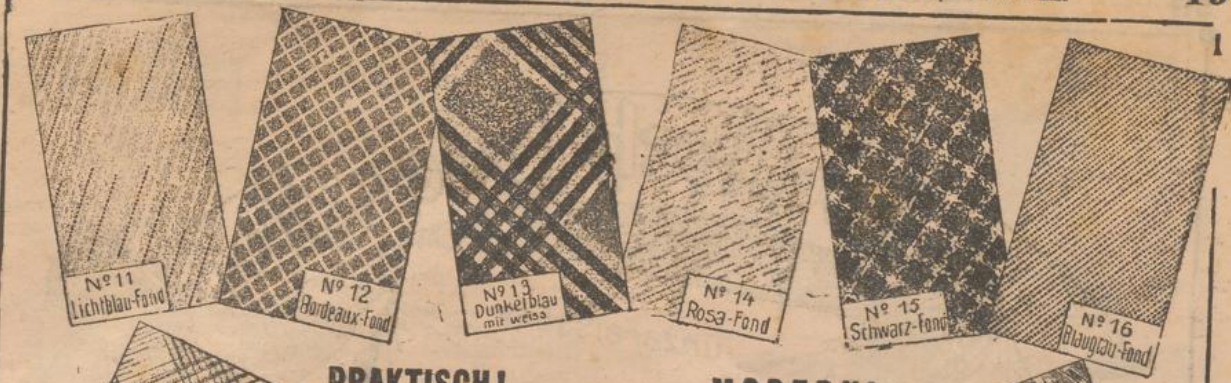 Nº 11
Lichtblau-Fond
Nº 12
Bordeaux-Fond
Nº 13
Dunkelblau
mit weiss
Nº 14
Rosa-Fond
Nº 15
Schwarz-Fond
Nº 16
Blaugrau-Fond
PRAKTISCH!